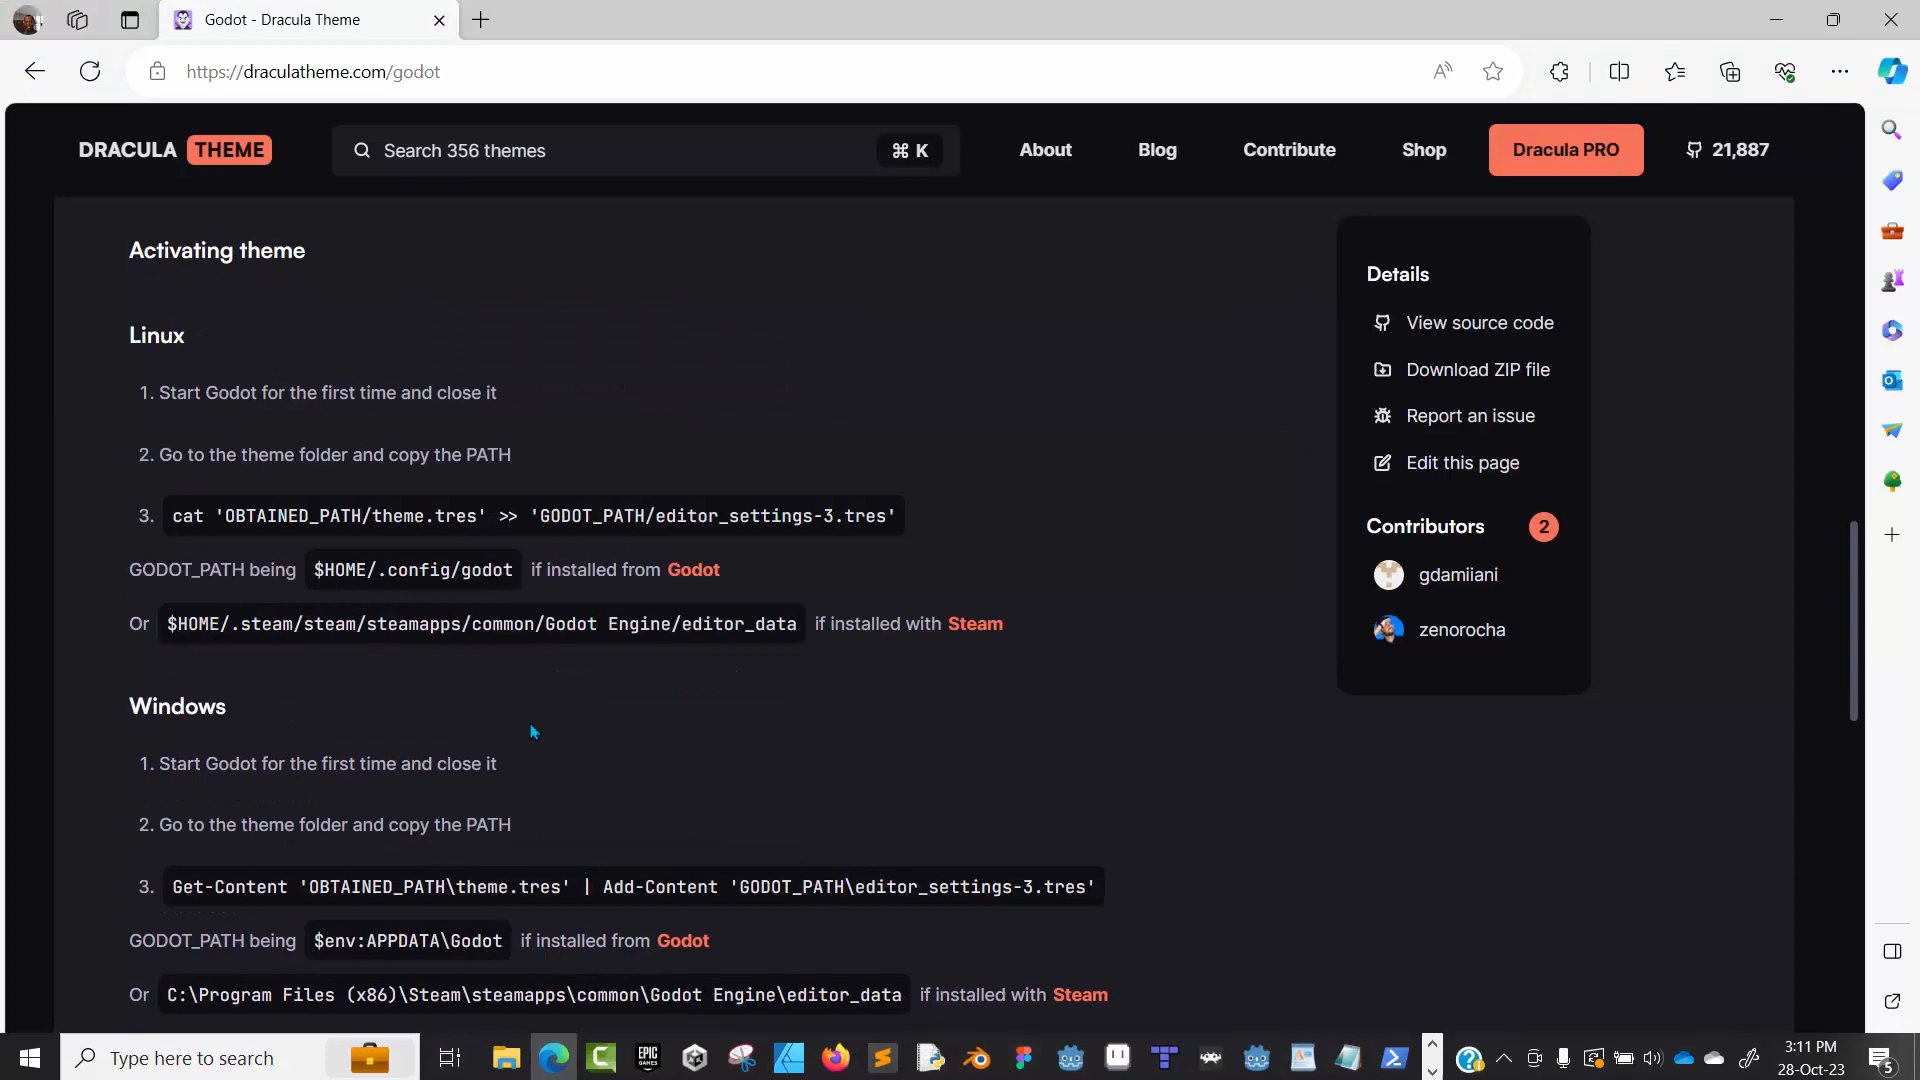 Godot - Dracula Theme
https://draculatheme.com/godot
DRACULA THEME
Search 356 themes
⌘ K
About
Blog
Contribute
Shop
Dracula PRO
21,887
Activating theme
Linux
1. Start Godot for the first time and close it
2. Go to the theme folder and copy the PATH
3. cat 'OBTAINED_PATH/theme.tres' >> 'GODOT_PATH/editor_settings-3.tres'
GODOT_PATH being $HOME/.config/godot if installed from Godot
Or $HOME/.steam/steam/steamapps/common/Godot Engine/editor_data if installed with Steam
Windows
1. Start Godot for the first time and close it
2. Go to the theme folder and copy the PATH
3. Get-Content 'OBTAINED_PATH\theme.tres' | Add-Content 'GODOT_PATH\editor_settings-3.tres'
GODOT_PATH being $env:APPDATA\Godot if installed from Godot
Or C:\Program Files (x86)\Steam\steamapps\common\Godot Engine\editor_data if installed with Steam
Details
View source code
Download ZIP file
Report an issue
Edit this page
Contributors 2
gdamiiani
zenorocha
Type here to search
EPIC
GAMES
3:11 PM
28-Oct-23
5